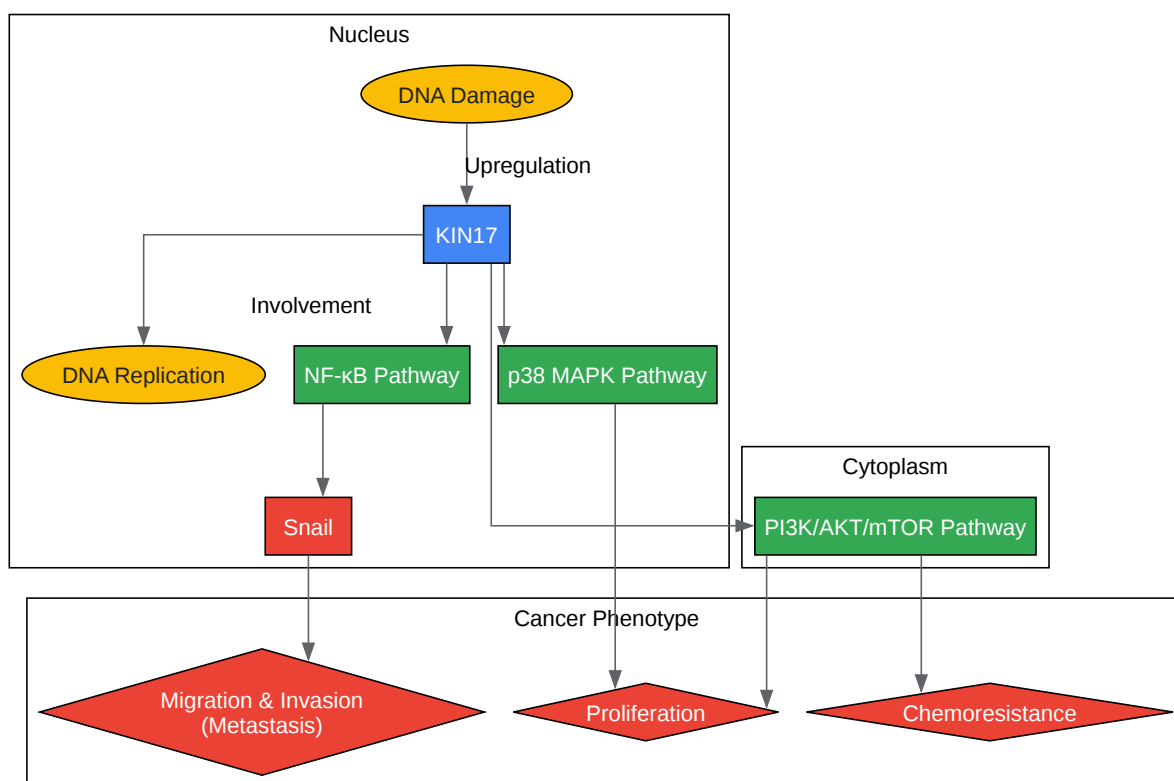 Nucleus
DNA Damage
Upregulation
KIN17
Involvement
DNA Replication
NF-κB Pathway
p38 MAPK Pathway
Cytoplasm
Snail
PI3K/AKT/mTOR Pathway
Cancer Phenotype
Migration & Invasion
(Metastasis)
Proliferation
Chemoresistance